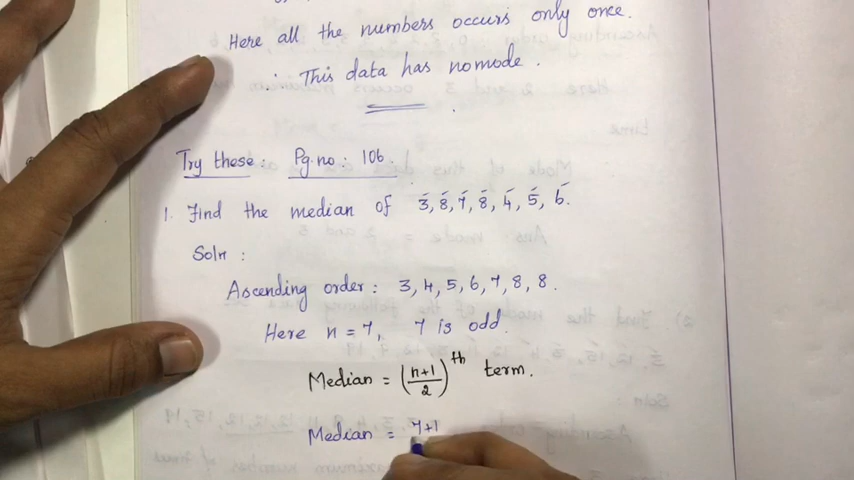 Here all the numbers occurs only once.
∴ This data has no mode.
Try these: Pg.no: 106.
1. Find the median of 3, 8, 7, 8, 4, 5, 6.
Soln:
Ascending order: 3, 4, 5, 6, 7, 8, 8.
Here n = 7, 7 is odd.
Median = (n+1/2)th term.
Median = 7+1